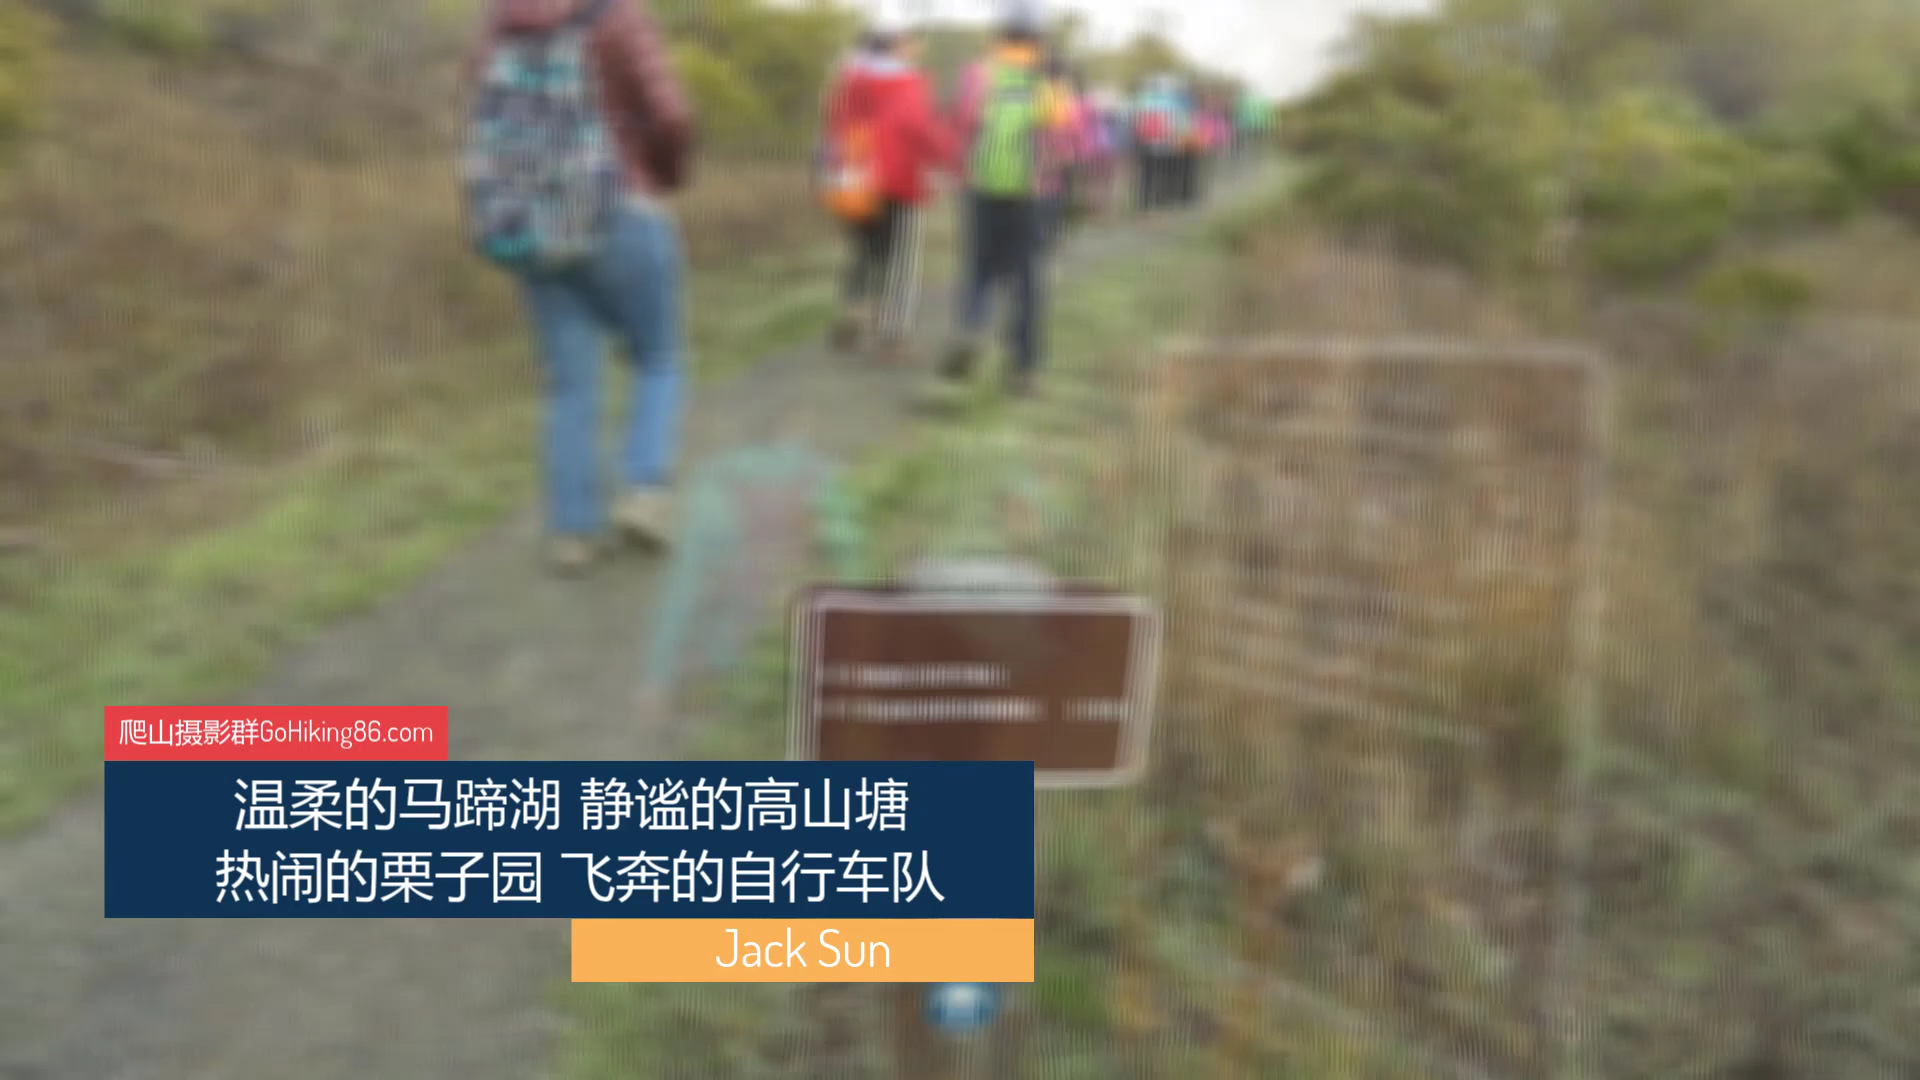 爬山摄影群GoHiking86.com
温柔的马蹄湖 静谧的高山塘
热闹的栗子园 飞奔的自行车队
Jack Sun